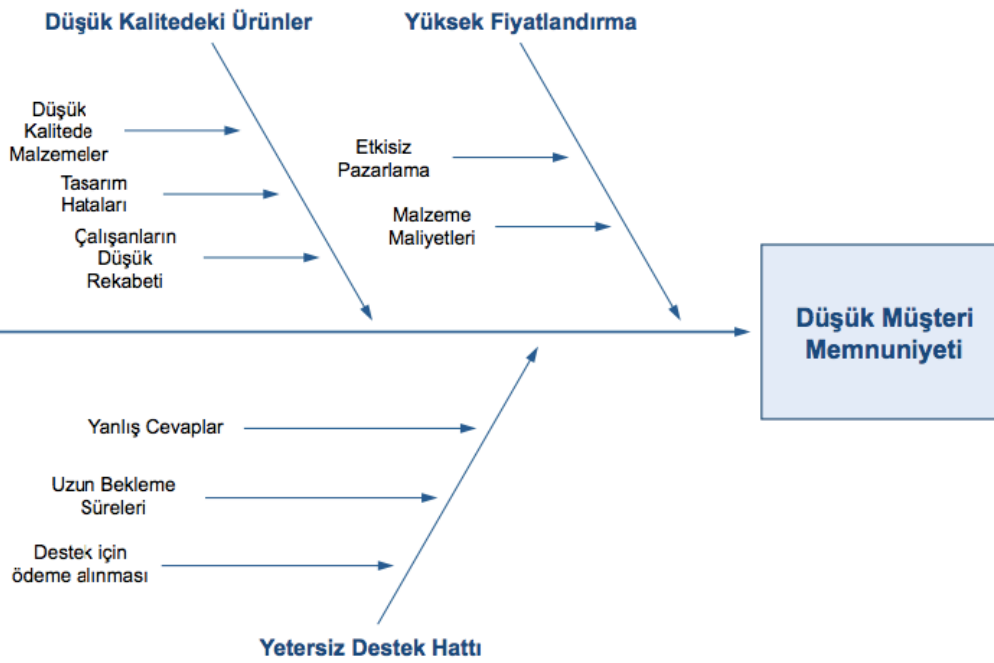 Düşük Kalitedeki Ürünler
Yüksek Fiyatlandırma
Düşük
Kalitede
Malzemeler
Tasarım
Hataları
Çalışanların
Düşük
Rekabeti
Etkisiz
Pazarlama
Malzeme
Maliyetleri
Düşük Müşteri
Memnuniyeti
Yanlış Cevaplar
Uzun Bekleme
Süreleri
Destek için
ödeme alınması
Yetersiz Destek Hattı